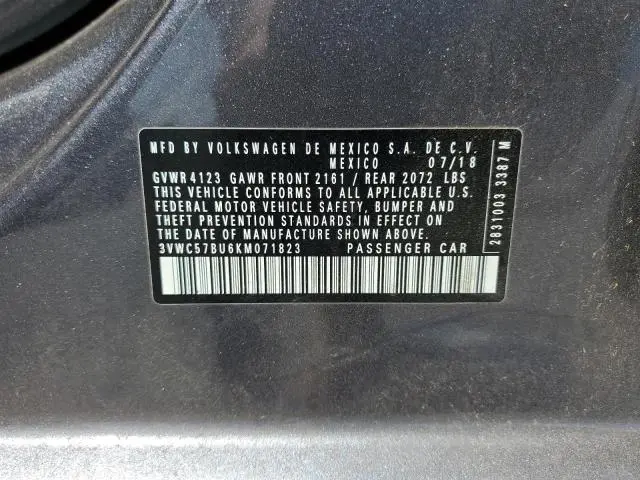 MFD BY VOLKSWAGEN DE MEXICO S.A. DE C.V.
MEXICO 07/18
GVWR 4123 GAWR FRONT 2161 / REAR 2072 LBS
THIS VEHICLE CONFORMS TO ALL APPLICABLE U.S.
FEDERAL MOTOR VEHICLE SAFETY, BUMPER AND
THEFT PREVENTION STANDARDS IN EFFECT ON
THE DATE OF MANUFACTURE SHOWN ABOVE
3VWC57BU6KM071823 PASSENGER CAR
2831003 3387 M